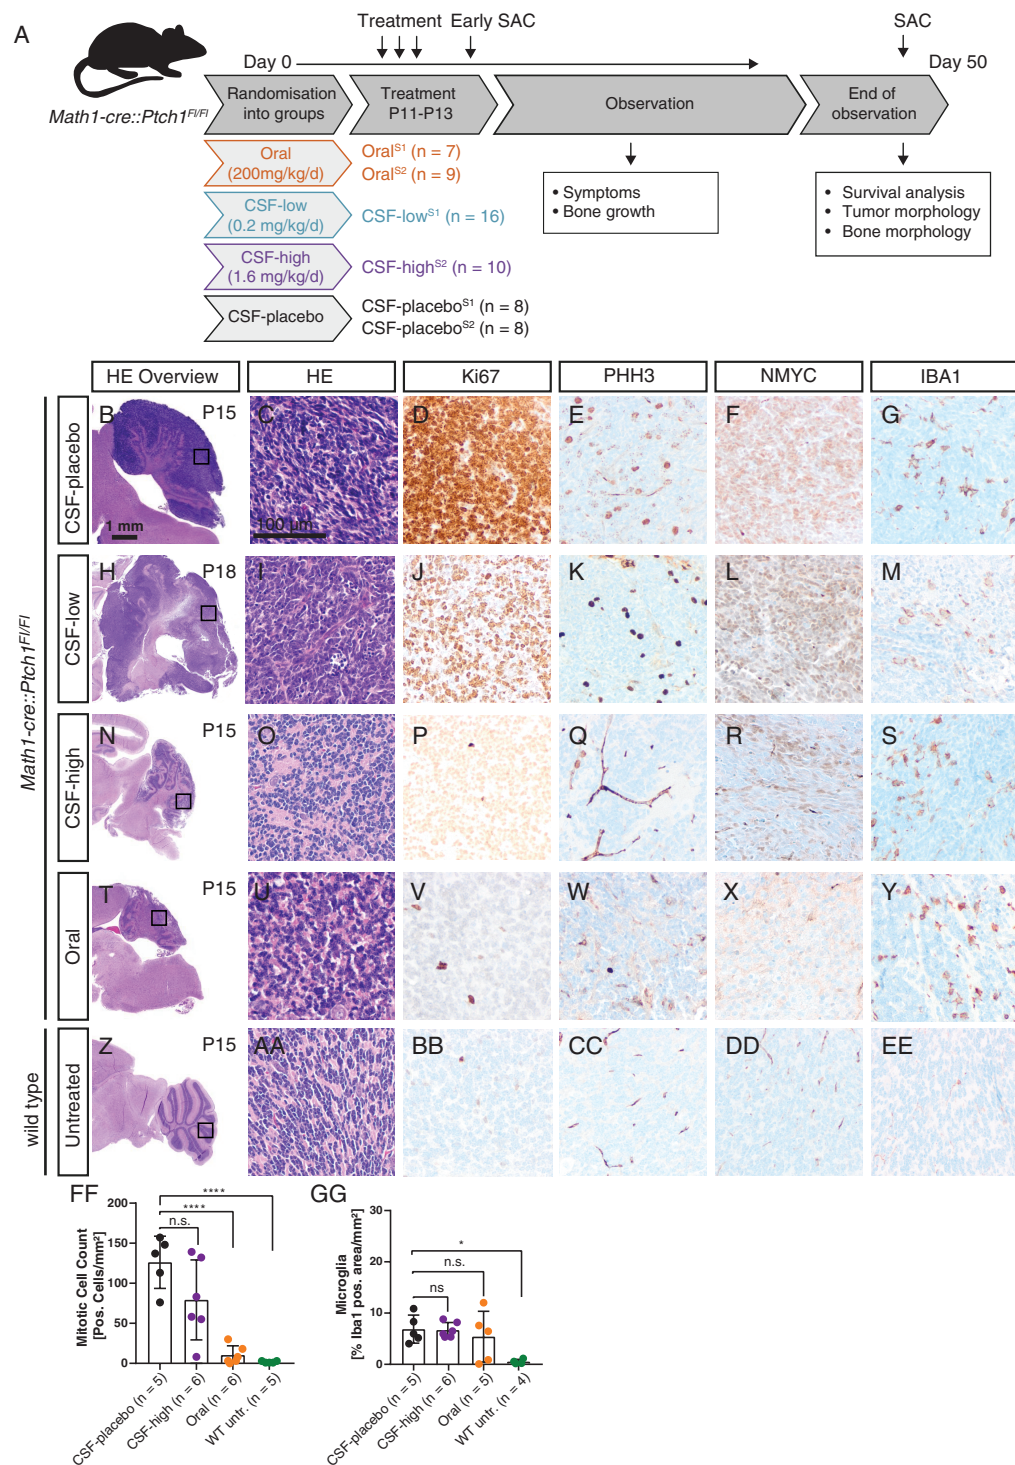 A
Treatment
Early SAC
SAC
Day 0
Day 50
Math1-cre::Ptch1Fl/Fl
Randomisation
into groups
Treatment
P11-P13
Observation
End of
observation
Oral
(200mg/kg/d)
OralS1 (n = 7)
OralS2 (n = 9)
CSF-low
(0.2 mg/kg/d)
CSF-lowS1 (n = 16)
CSF-high
(1.6 mg/kg/d)
CSF-highS2 (n = 10)
CSF-placebo
CSF-placeboS1 (n = 8)
CSF-placeboS2 (n = 8)
• Symptoms
• Bone growth
• Survival analysis
• Tumor morphology
• Bone morphology
HE Overview
HE
Ki67
PHH3
NMYC
IBA1
Math1-cre::Ptch1Fl/Fl
CSF-placebo
B
P15
1 mm
C
100 µm
D
E
F
G
CSF-low
H
P18
I
J
K
L
M
CSF-high
N
P15
O
P
Q
R
S
Oral
T
P15
U
V
W
X
Y
wild type
Untreated
Z
P15
AA
BB
CC
DD
EE
FF
Mitotic Cell Count
[Pos. Cells/mm²]
200
150
100
50
0
****
****
n.s.
CSF-placebo (n = 5)
CSF-high (n = 6)
Oral (n = 6)
WT untr. (n = 5)
GG
Microglia
[% Iba1 pos. area/mm²]
30
20
10
0
*
n.s.
ns
CSF-placebo (n = 5)
CSF-high (n = 6)
Oral (n = 5)
WT untr. (n = 4)